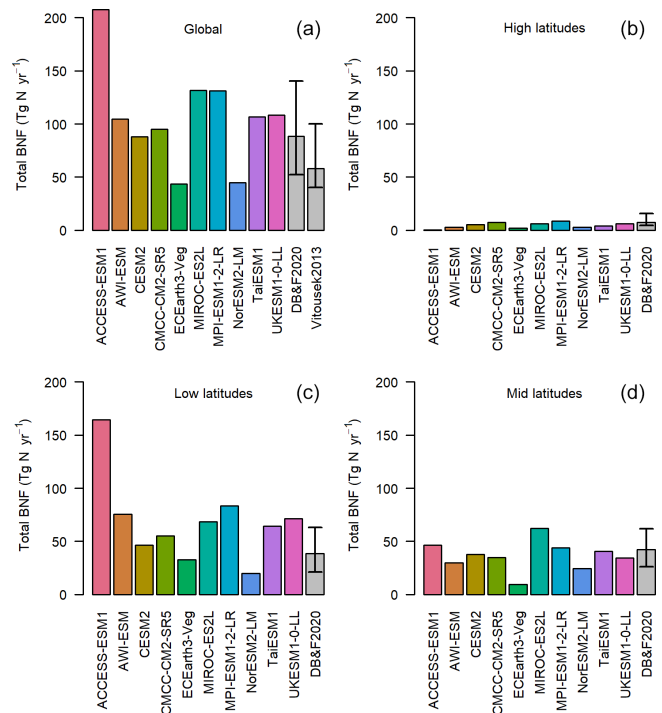 Global
(a)
Total BNF (Tg N yr⁻¹)
200
150
100
50
0
ACCESS-ESM1
AWI-ESM
CESM2
CMCC-CM2-SR5
ECEarth3-Veg
MIROC-ES2L
MPI-ESM1-2-LR
NorESM2-LM
TaiESM1
UKESM1-0-LL
DB&F2020
Vitousek2013
High latitudes
(b)
Total BNF (Tg N yr⁻¹)
200
150
100
50
0
ACCESS-ESM1
AWI-ESM
CESM2
CMCC-CM2-SR5
ECEarth3-Veg
MIROC-ES2L
MPI-ESM1-2-LR
NorESM2-LM
TaiESM1
UKESM1-0-LL
DB&F2020
Low latitudes
(c)
Total BNF (Tg N yr⁻¹)
200
150
100
50
0
ACCESS-ESM1
AWI-ESM
CESM2
CMCC-CM2-SR5
ECEarth3-Veg
MIROC-ES2L
MPI-ESM1-2-LR
NorESM2-LM
TaiESM1
UKESM1-0-LL
DB&F2020
Mid latitudes
(d)
Total BNF (Tg N yr⁻¹)
200
150
100
50
0
ACCESS-ESM1
AWI-ESM
CESM2
CMCC-CM2-SR5
ECEarth3-Veg
MIROC-ES2L
MPI-ESM1-2-LR
NorESM2-LM
TaiESM1
UKESM1-0-LL
DB&F2020